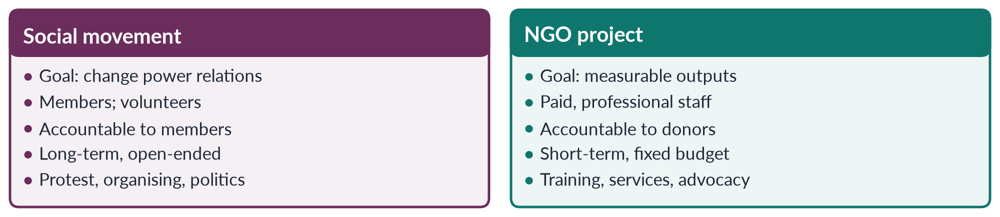 Social movement
• Goal: change power relations
• Members; volunteers
• Accountable to members
• Long-term, open-ended
• Protest, organising, politics
NGO project
• Goal: measurable outputs
• Paid, professional staff
• Accountable to donors
• Short-term, fixed budget
• Training, services, advocacy